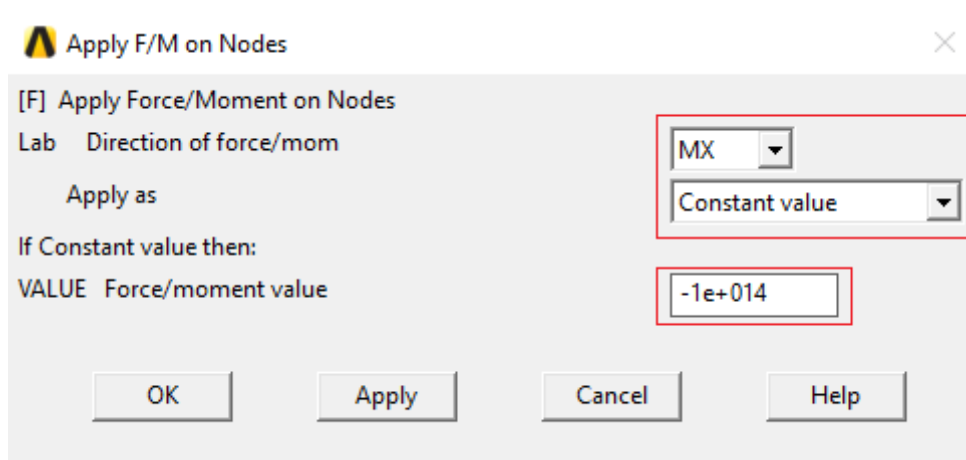 Apply F/M on Nodes
[F] Apply Force/Moment on Nodes
Lab Direction of force/mom MX
Apply as Constant value
If Constant value then:
VALUE Force/moment value -1e+014
OK Apply Cancel Help